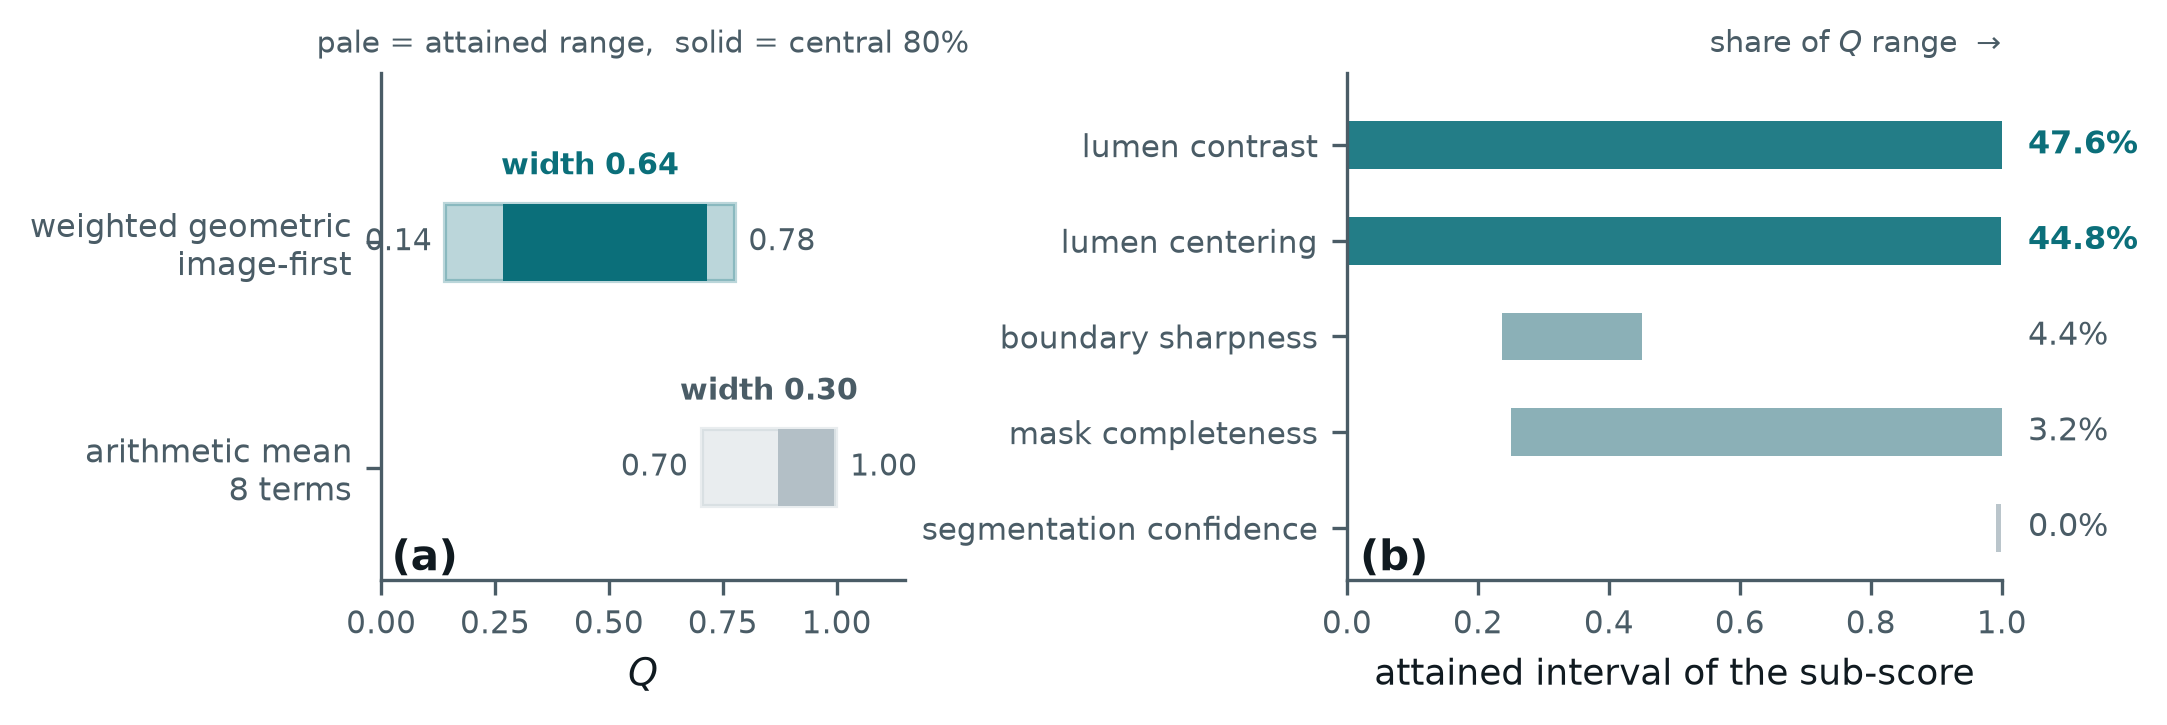 pale = attained range,  solid = central 80%
width 0.64
weighted geometric
image-first
0.14
0.78
width 0.30
arithmetic mean
8 terms
0.70
1.00
(a)
0.00 0.25 0.50 0.75 1.00
Q
share of Q range →
lumen contrast 47.6%
lumen centering 44.8%
boundary sharpness 4.4%
mask completeness 3.2%
segmentation confidence 0.0%
(b)
0.0 0.2 0.4 0.6 0.8 1.0
attained interval of the sub-score